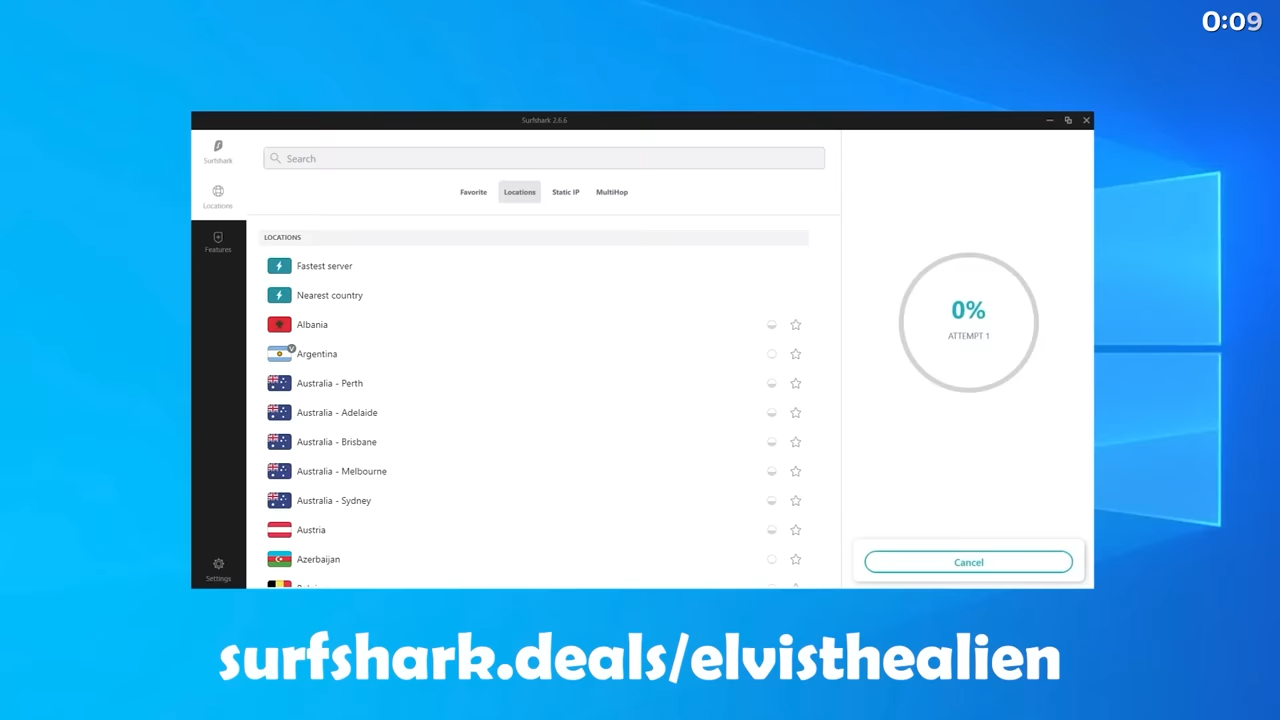 0:09
Surfshark 2.6.6
Surfshark
Locations
Features
Settings
Search
Favorite Locations Static IP MultiHop
LOCATIONS
Fastest server
Nearest country
Albania
V
Argentina
Australia - Perth
Australia - Adelaide
Australia - Brisbane
Australia - Melbourne
Australia - Sydney
Austria
Azerbaijan
0%
ATTEMPT 1
Cancel
surfshark.deals/elvisthealien